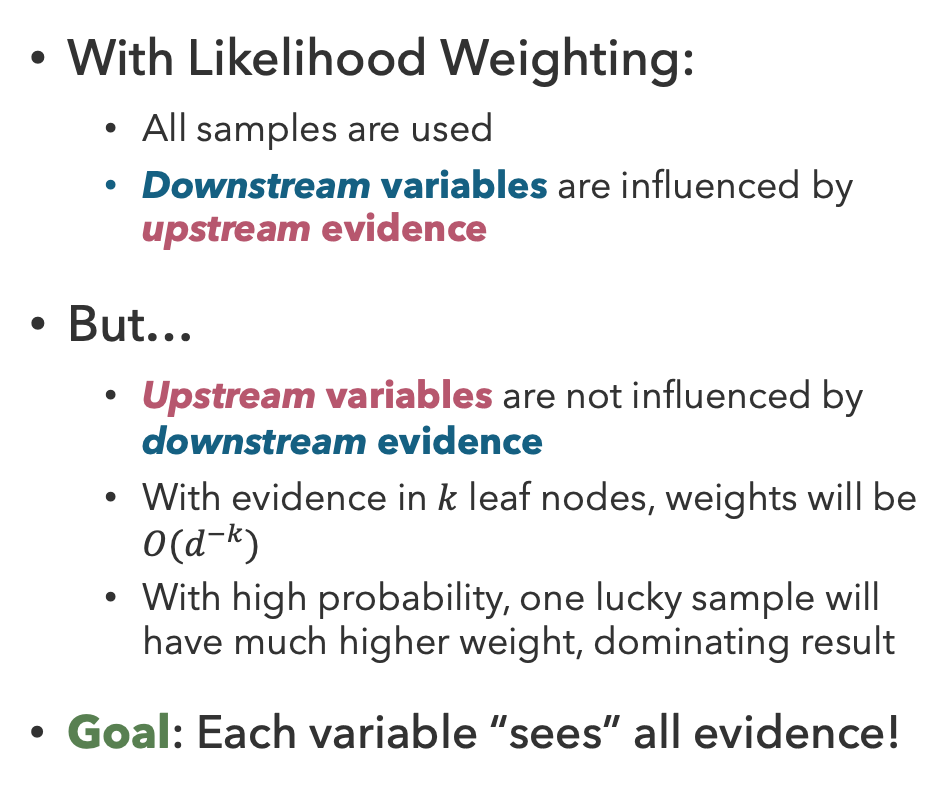 • With Likelihood Weighting:
• All samples are used
• Downstream variables are influenced by
upstream evidence
• But...
• Upstream variables are not influenced by
downstream evidence
• With evidence in k leaf nodes, weights will be
O(d⁻ᵏ)
• With high probability, one lucky sample will
have much higher weight, dominating result
• Goal: Each variable “sees” all evidence!